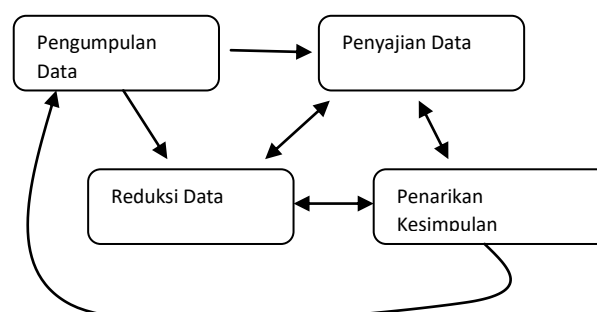 Pengumpulan
Data
Penyajian Data
Reduksi Data
Penarikan
Kesimpulan